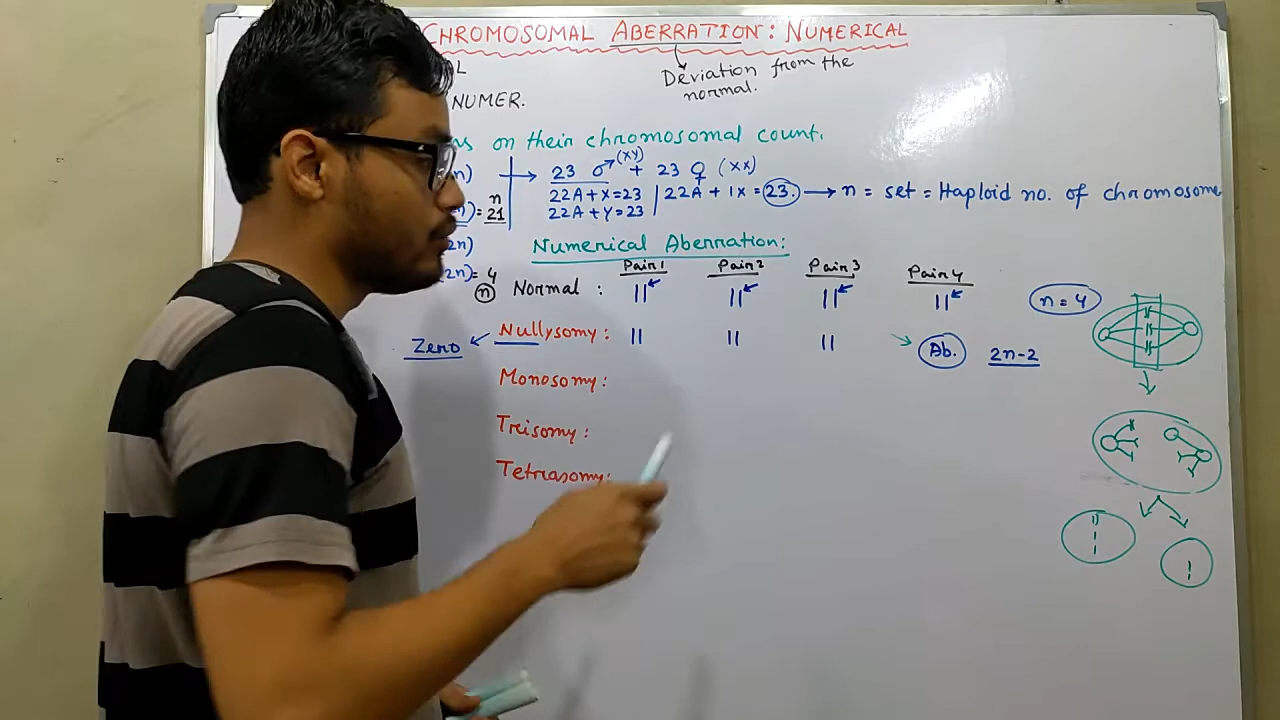 CHROMOSOMAL ABERRATION: NUMERICAL
L
Deviation from the
normal.
NUMER.
on their chromosomal count.
n) → 23 ♂ (XY) + 23 ♀ (XX)
22A+X=23 | 22A + 1X = 23. → n = set = Haploid no. of chromosome
n
= 21
22A+Y=23
2n)
Numerical Aberration:
Pair 1 Pair 2 Pair 3 Pair 4
(2n)= 4
n Normal : || || || || n = 4
Zero ← Nullysomy: || || || → Ab. 2n-2
Monosomy:
Trisomy:
Tetrasomy: